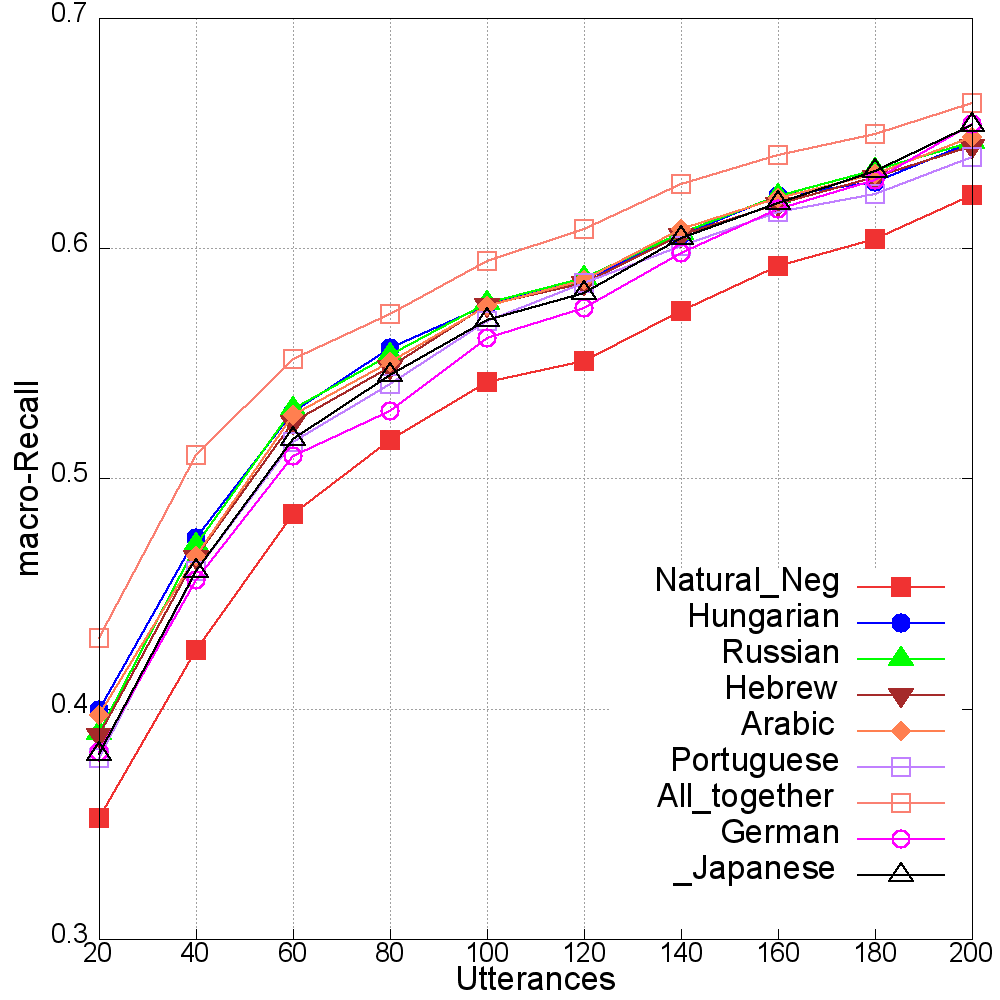 0.7
0.6
0.5
0.4
0.3
macro-Recall
Natural_Neg
Hungarian
Russian
Hebrew
Arabic
Portuguese
All_together
German
_Japanese
20 40 60 80 100 120 140 160 180 200
Utterances